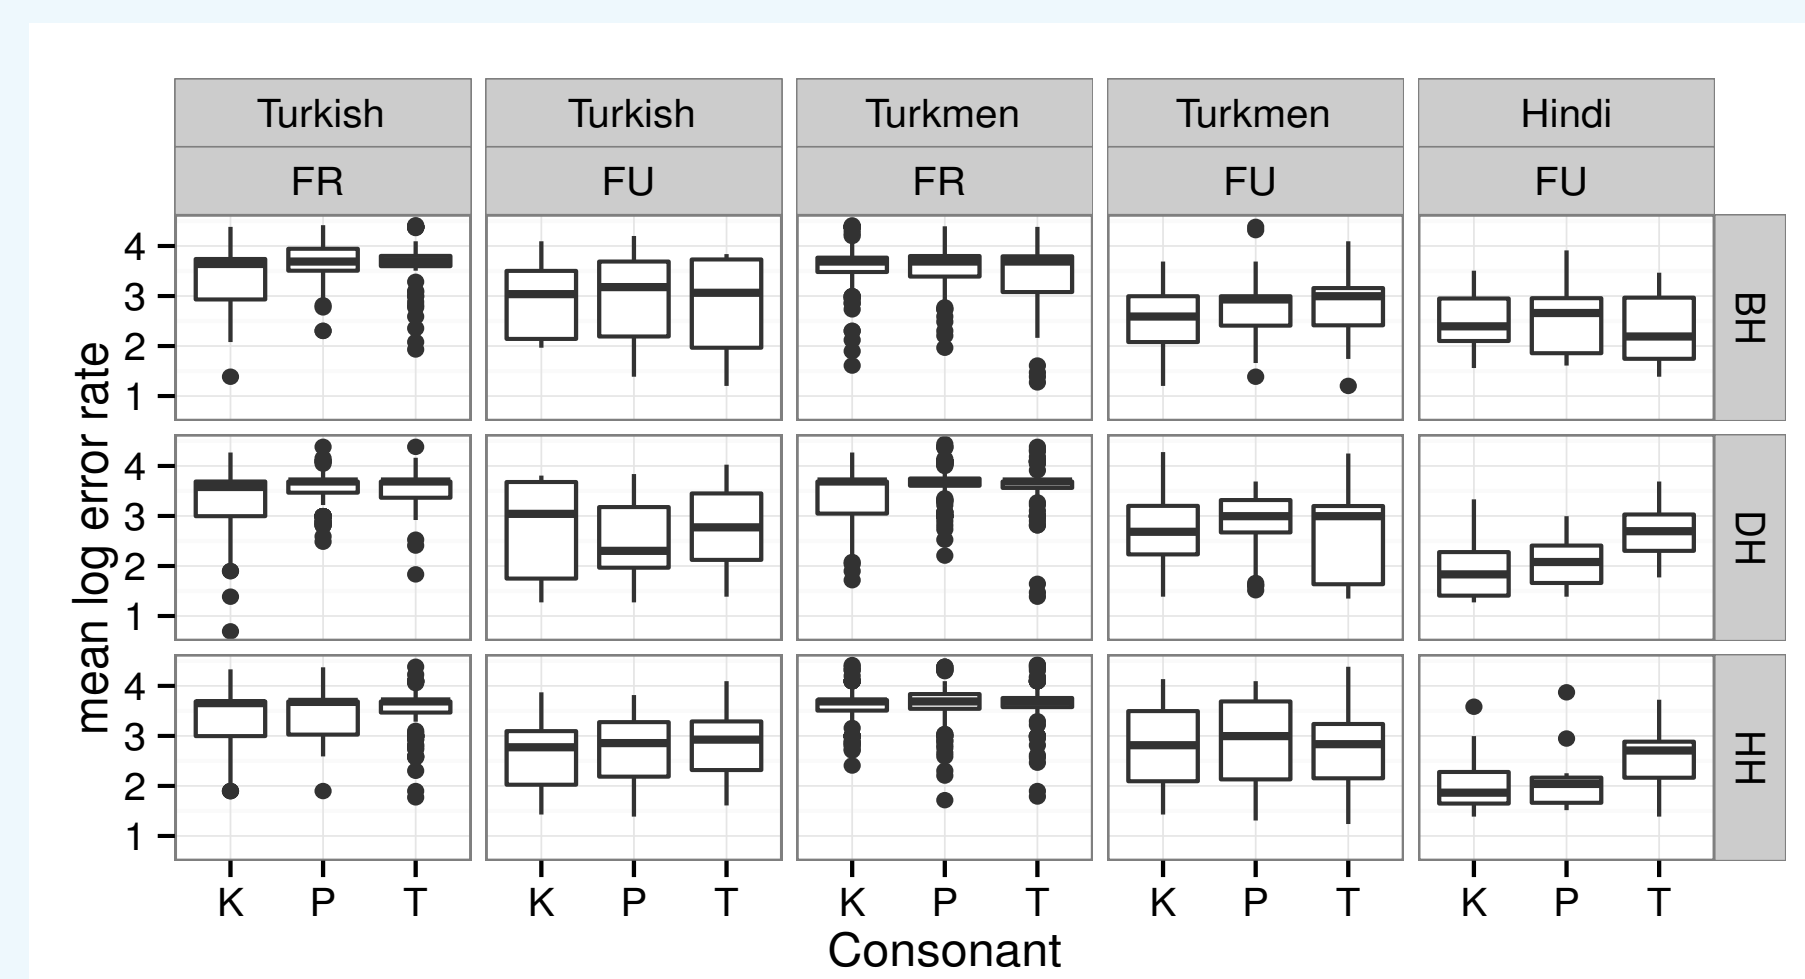 Turkish Turkish Turkmen Turkmen Hindi
FR FU FR FU FU
4
3
2
1
BH
4
3
2
1
DH
4
3
2
1
HH
mean log error rate
K P T K P T K P T K P T K P T
Consonant